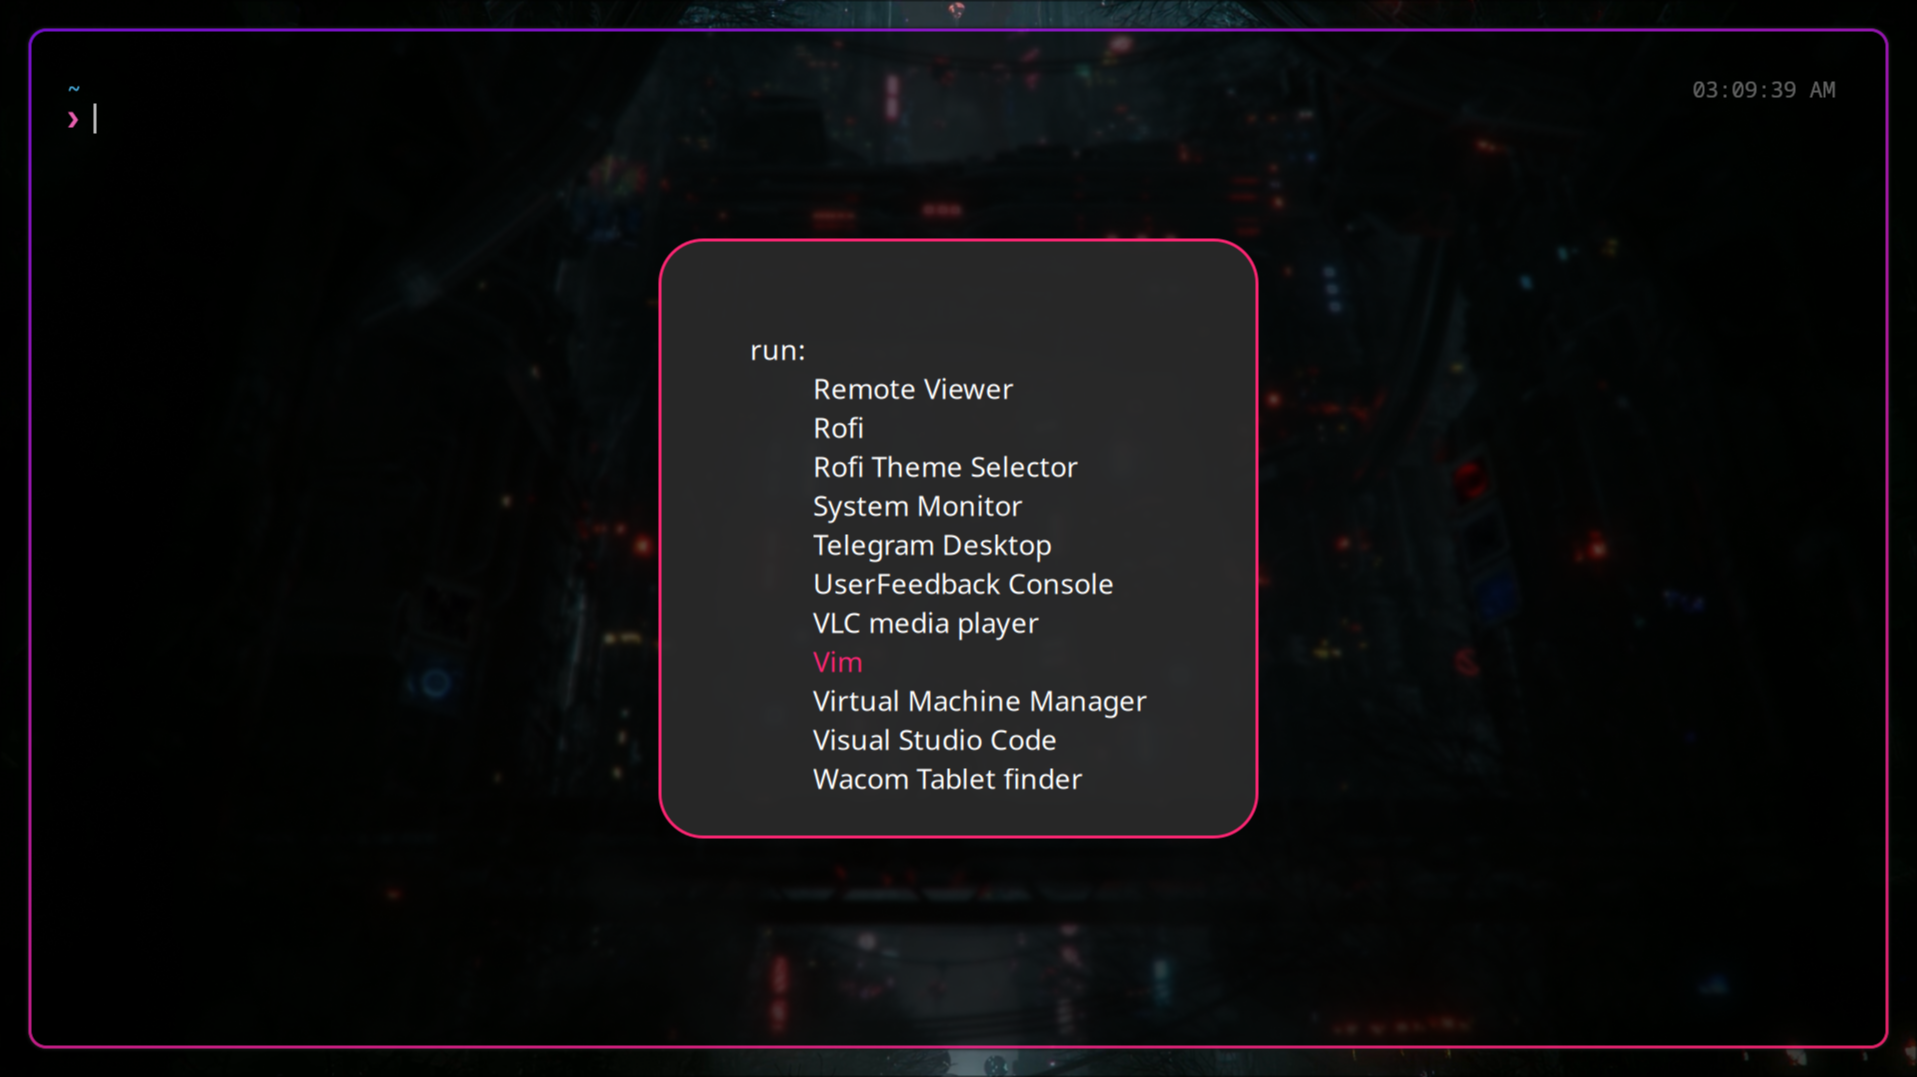 ~
❯
03:09:39 AM
run:
Remote Viewer
Rofi
Rofi Theme Selector
System Monitor
Telegram Desktop
UserFeedback Console
VLC media player
Vim
Virtual Machine Manager
Visual Studio Code
Wacom Tablet finder